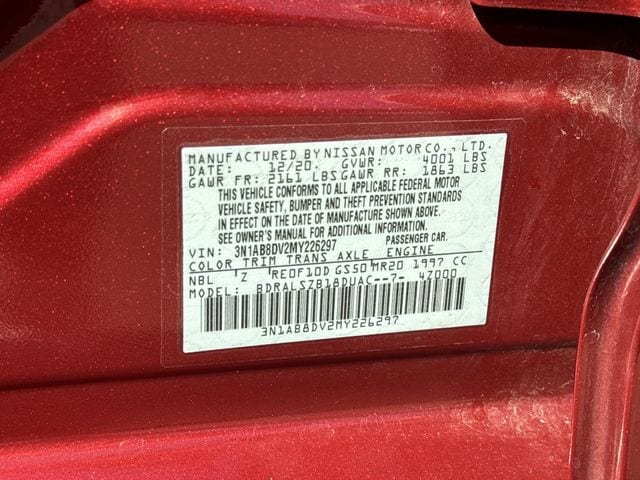 MANUFACTURED BY NISSAN MOTOR CO., LTD.
DATE: 12/20. GVWR: 4001 LBS
GAWR FR: 2161 LBS GAWR RR: 1863 LBS
THIS VEHICLE CONFORMS TO ALL APPLICABLE FEDERAL MOTOR
VEHICLE SAFETY, BUMPER AND THEFT PREVENTION STANDARDS
IN EFFECT ON THE DATE OF MANUFACTURE SHOWN ABOVE.
SEE OWNER'S MANUAL FOR ADDITIONAL INFORMATION
VIN: 3N1AB8DV2MY226297 PASSENGER CAR.
COLOR TRIM TRANS AXLE ENGINE
NBL Z RE0F10D GS50 MR20 1997 CC
MODEL: BDRALSZB18DUAC--7- 4Z000
3N1AB8DV2MY226297